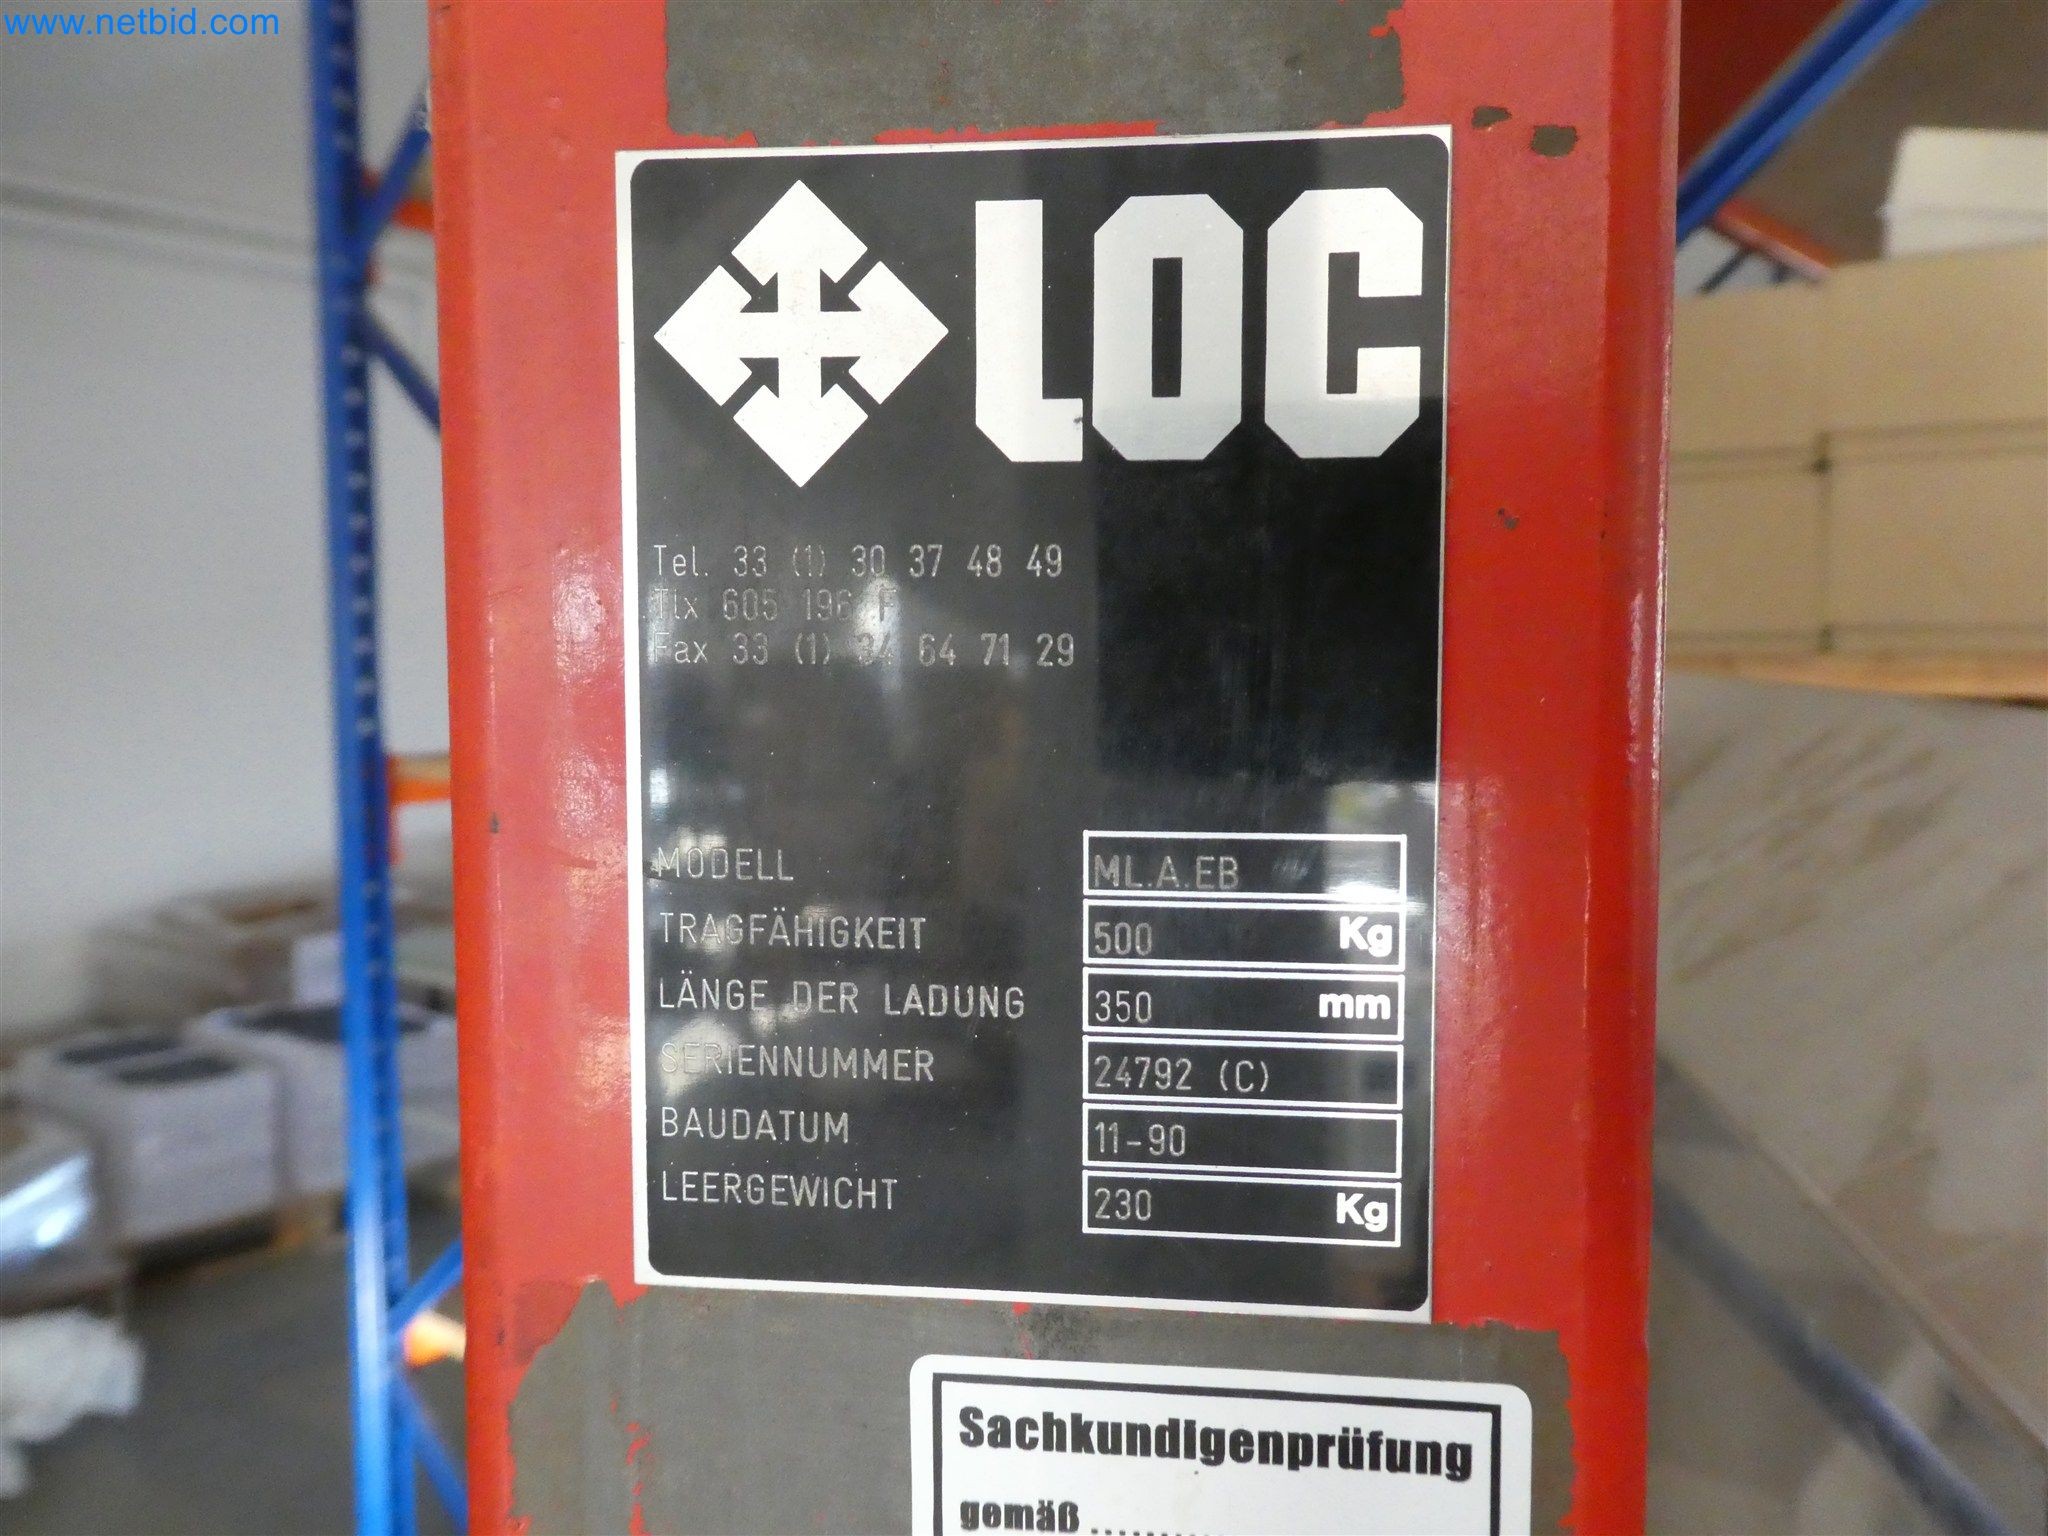 www.netbid.com
LOC
Tel. 33 (1) 30 37 48 49
Tlx 605 196 F
Fax 33 (1) 34 64 71 29
MODELL ML.A.EB
TRAGFÄHIGKEIT 500 Kg
LÄNGE DER LADUNG 350 mm
SERIENNUMMER 24792 (C)
BAUDATUM 11-90
LEERGEWICHT 230 Kg
Sachkundigenprüfung
gemäß ..........